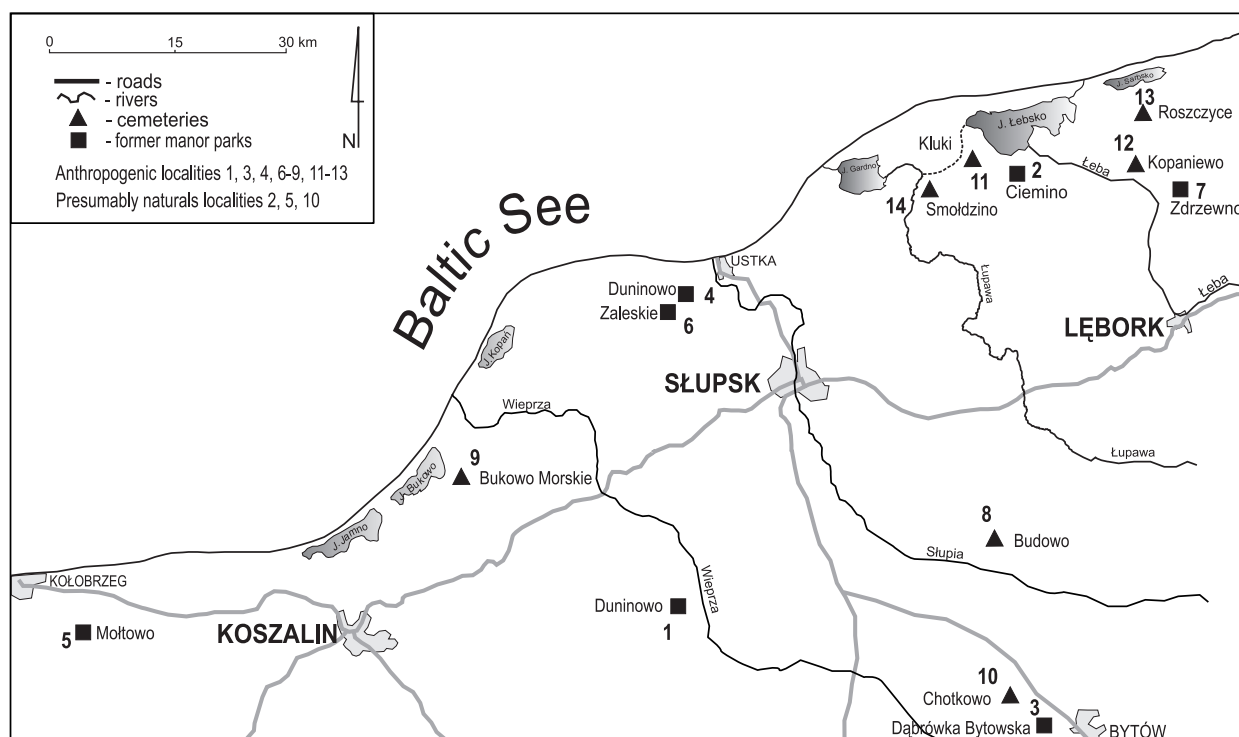 0 15 30 km
- roads
- rivers
- cemeteries
- former manor parks
N
Anthropogenic localities 1, 3, 4, 6-9, 11-13
Presumably naturals localities 2, 5, 10
Baltic See
J. Sarbsko
13
Roszczyce
J. Łebsko
Kluki
12
Kopaniewo
Łeba
J. Gardno
11
2
Ciemino
7
Zdrzewno
14
Smołdzino
USTKA
Duninowo
4
Zaleskie
6
Łupawa
Łeba
LĘBORK
J. Kopań
SŁUPSK
Wieprza
9
Bukowo Morskie
J. Bukowo
Łupawa
J. Jamno
8
Budowo
Słupia
KOŁOBRZEG
Wieprza
Duninowo
1
5
Mołtowo
KOSZALIN
10
Chotkowo
3
Dąbrówka Bytowska
BYTÓW